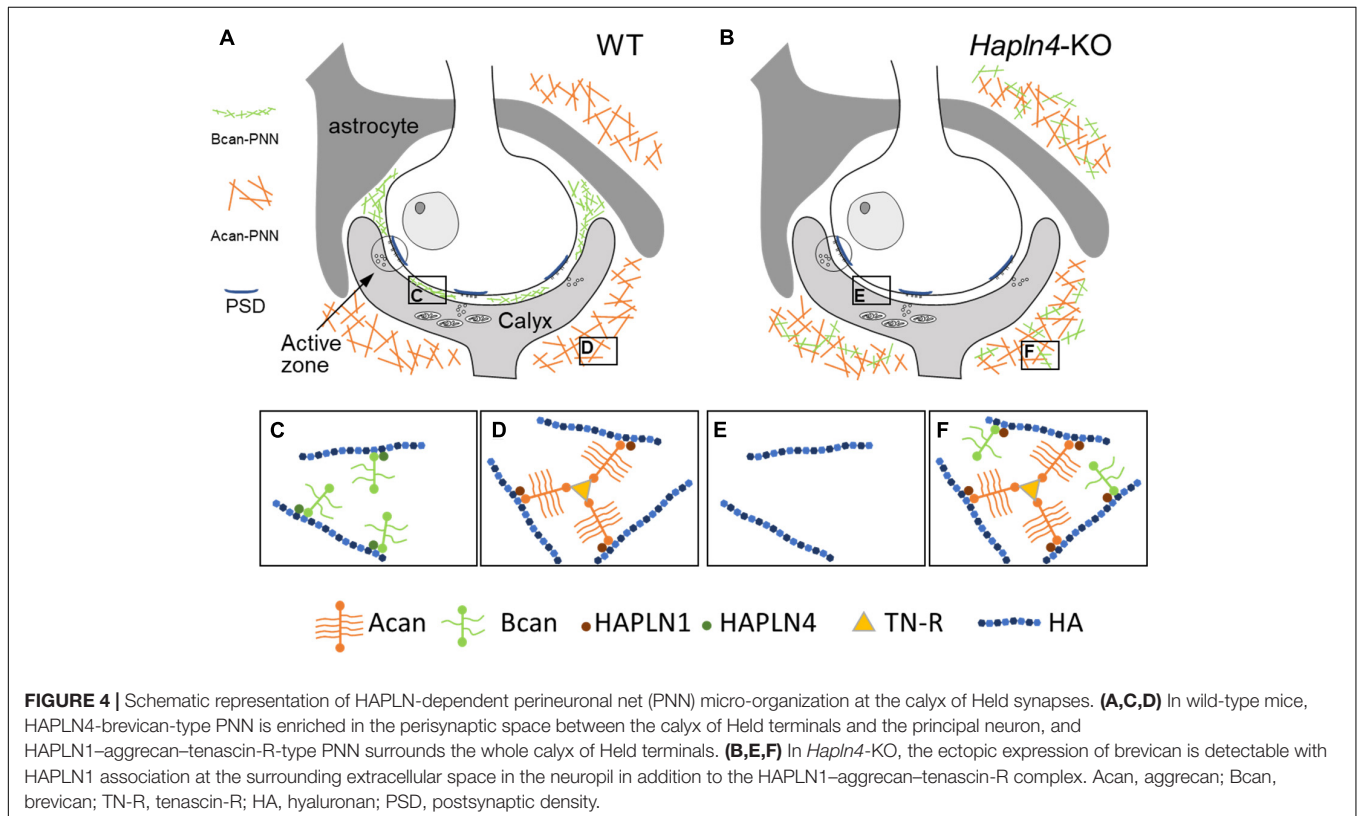 A
WT
B
Hapln4-KO
astrocyte
Bcan-PNN
Acan-PNN
PSD
Active
zone
C
Calyx
D
E
F
C
D
E
F
Acan
Bcan
HAPLN1
HAPLN4
TN-R
HA
FIGURE 4 | Schematic representation of HAPLN-dependent perineuronal net (PNN) micro-organization at the calyx of Held synapses. (A,C,D) In wild-type mice,
HAPLN4-brevican-type PNN is enriched in the perisynaptic space between the calyx of Held terminals and the principal neuron, and
HAPLN1–aggrecan–tenascin-R-type PNN surrounds the whole calyx of Held terminals. (B,E,F) In Hapln4-KO, the ectopic expression of brevican is detectable with
HAPLN1 association at the surrounding extracellular space in the neuropil in addition to the HAPLN1–aggrecan–tenascin-R complex. Acan, aggrecan; Bcan,
brevican; TN-R, tenascin-R; HA, hyaluronan; PSD, postsynaptic density.